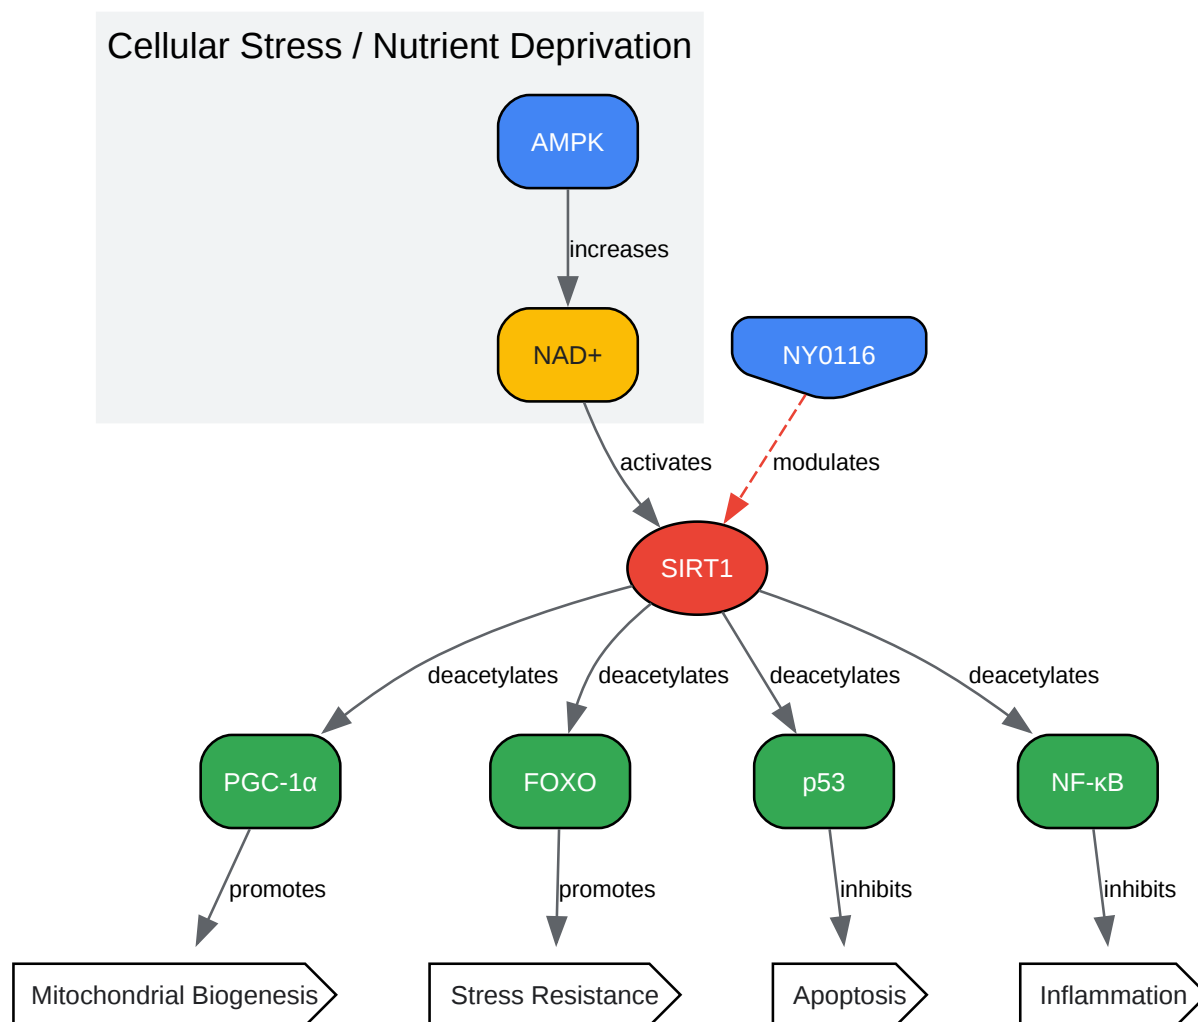 Cellular Stress / Nutrient Deprivation
AMPK
increases
NAD+
NY0116
activates
modulates
SIRT1
deacetylates
deacetylates
deacetylates
deacetylates
PGC-1α
FOXO
p53
NF-κB
promotes
promotes
inhibits
inhibits
Mitochondrial Biogenesis
Stress Resistance
Apoptosis
Inflammation